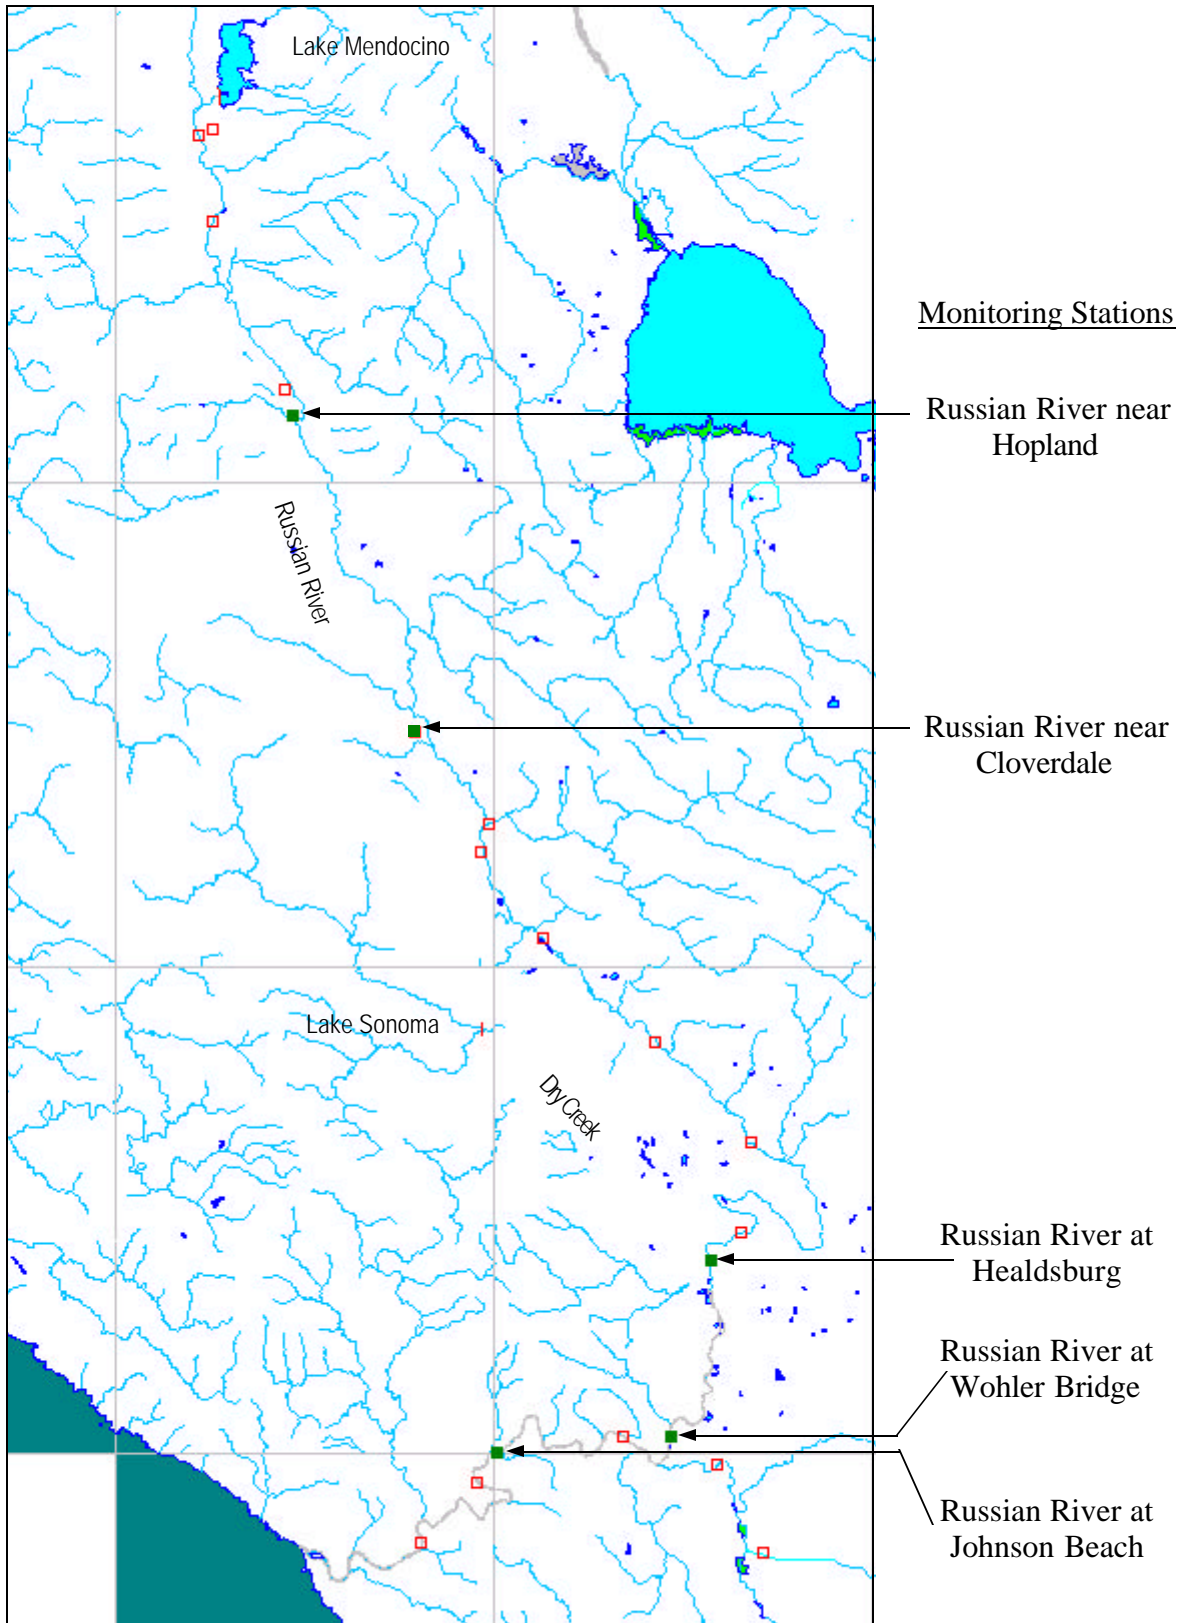 Lake Mendocino
Monitoring Stations
Russian River near
Hopland
Russian River
Russian River near
Cloverdale
Lake Sonoma
Dry Creek
Russian River at
Healdsburg
Russian River at
Wohler Bridge
Russian River at
Johnson Beach